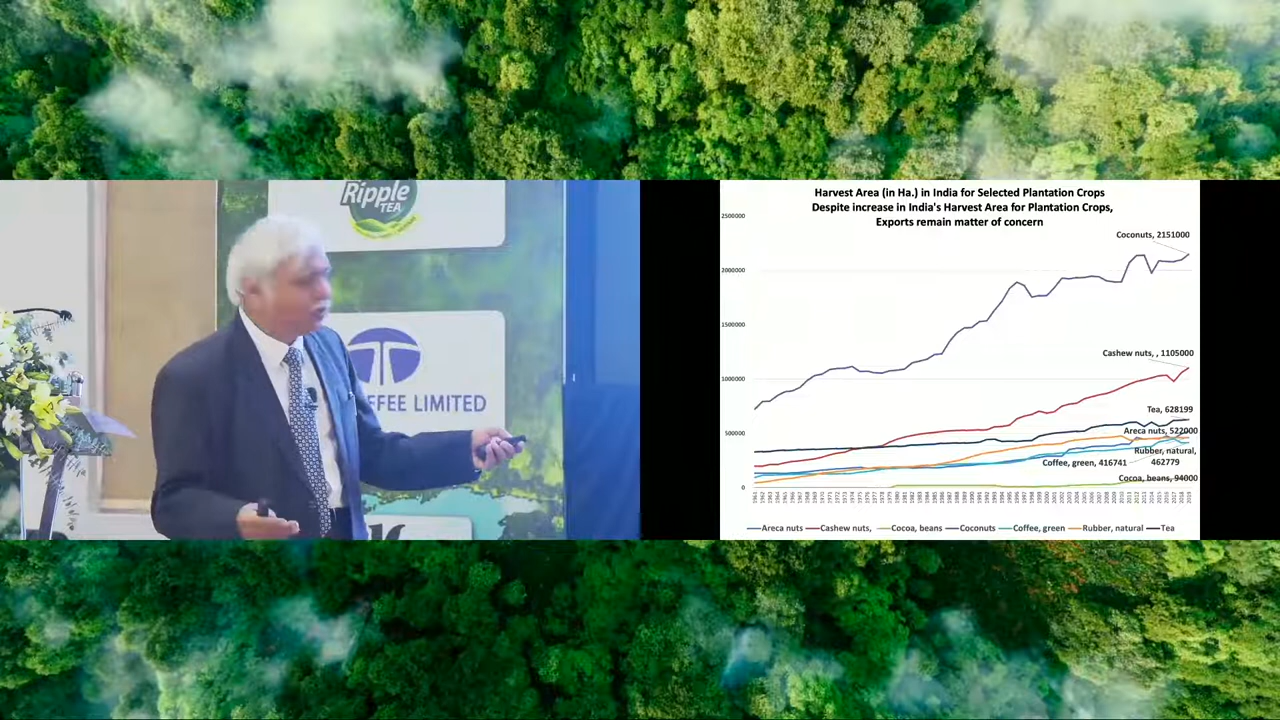 Ripple
TEA
FFEE LIMITED
Harvest Area (in Ha.) in India for Selected Plantation Crops
Despite increase in India's Harvest Area for Plantation Crops,
Exports remain matter of concern
2500000
Coconuts, 2151000
2000000
1500000
Cashew nuts, , 1105000
1000000
Tea, 628199
Areca nuts, 522000
500000
Rubber, natural,
462779
Coffee, green, 416741
Cocoa, beans, 94000
0
Areca nuts Cashew nuts, Cocoa, beans Coconuts Coffee, green Rubber, natural Tea